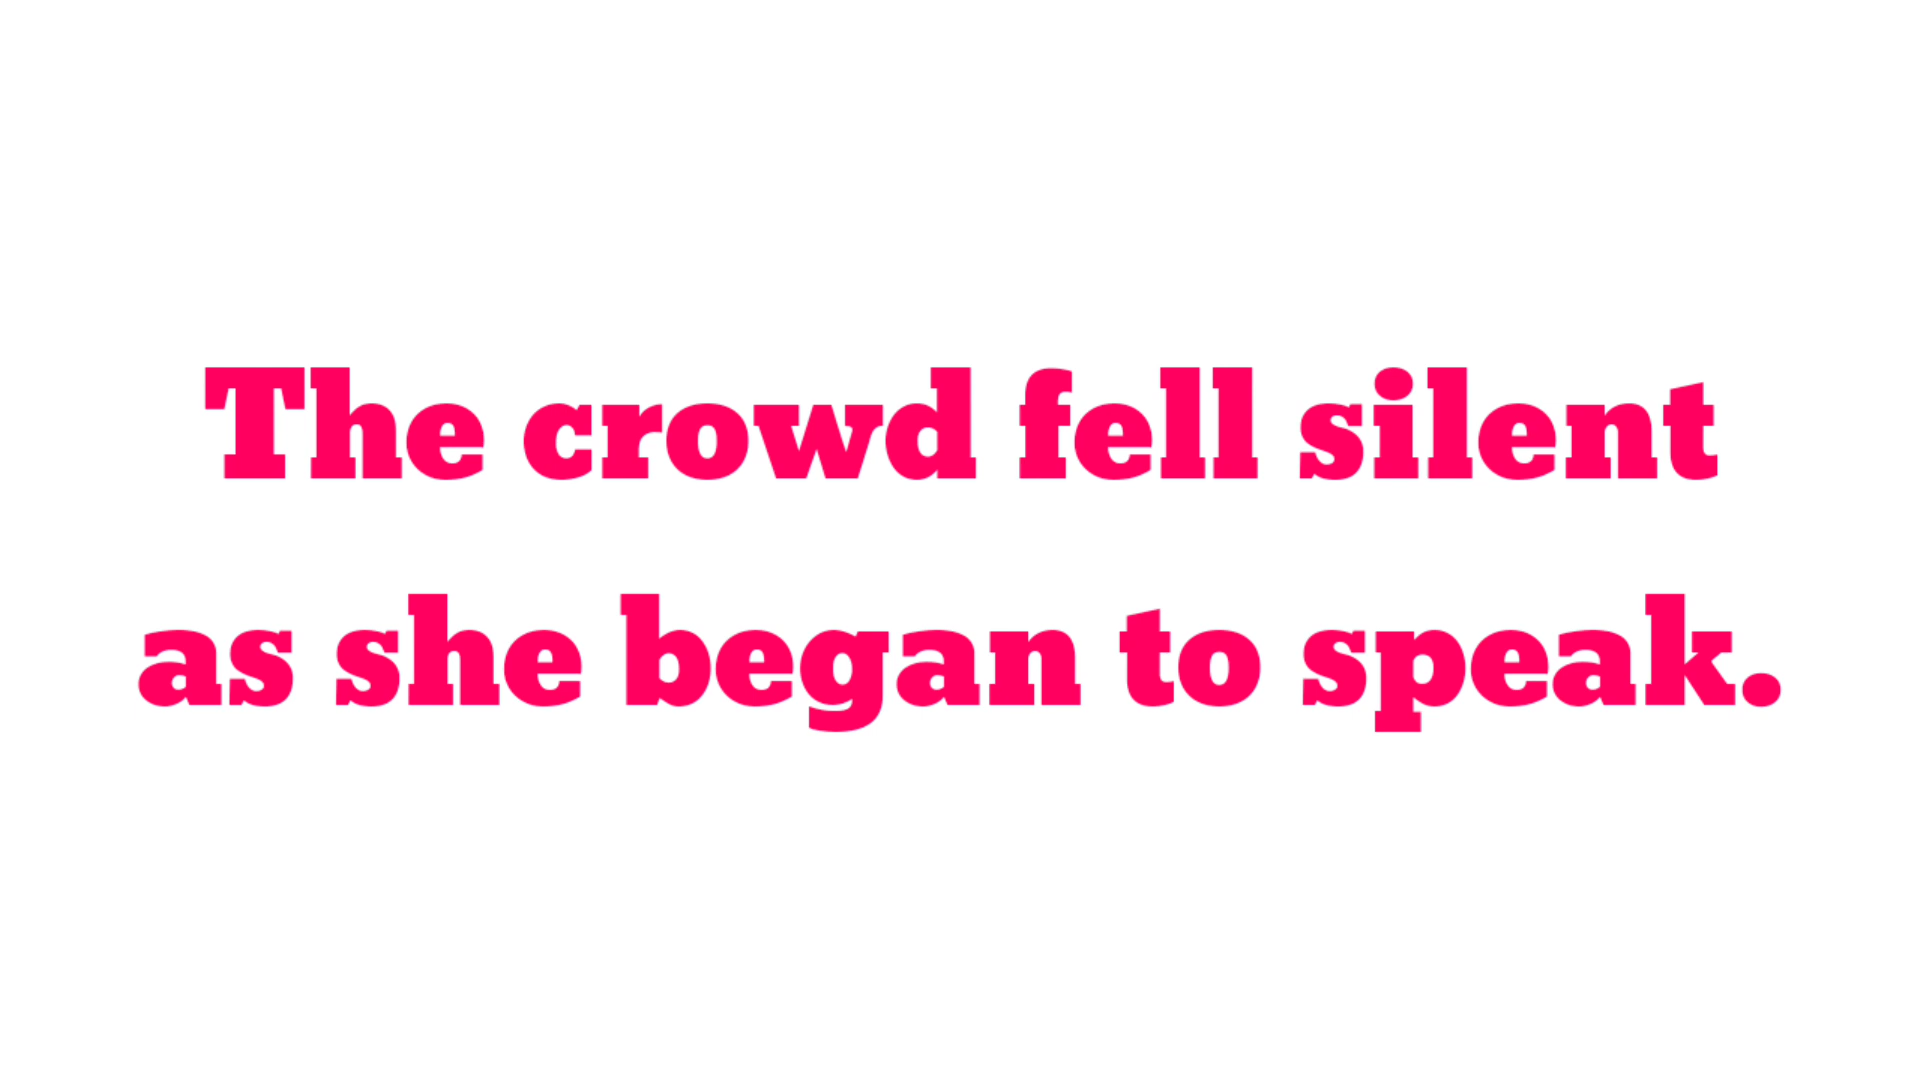 The crowd fell silent
as she began to speak.